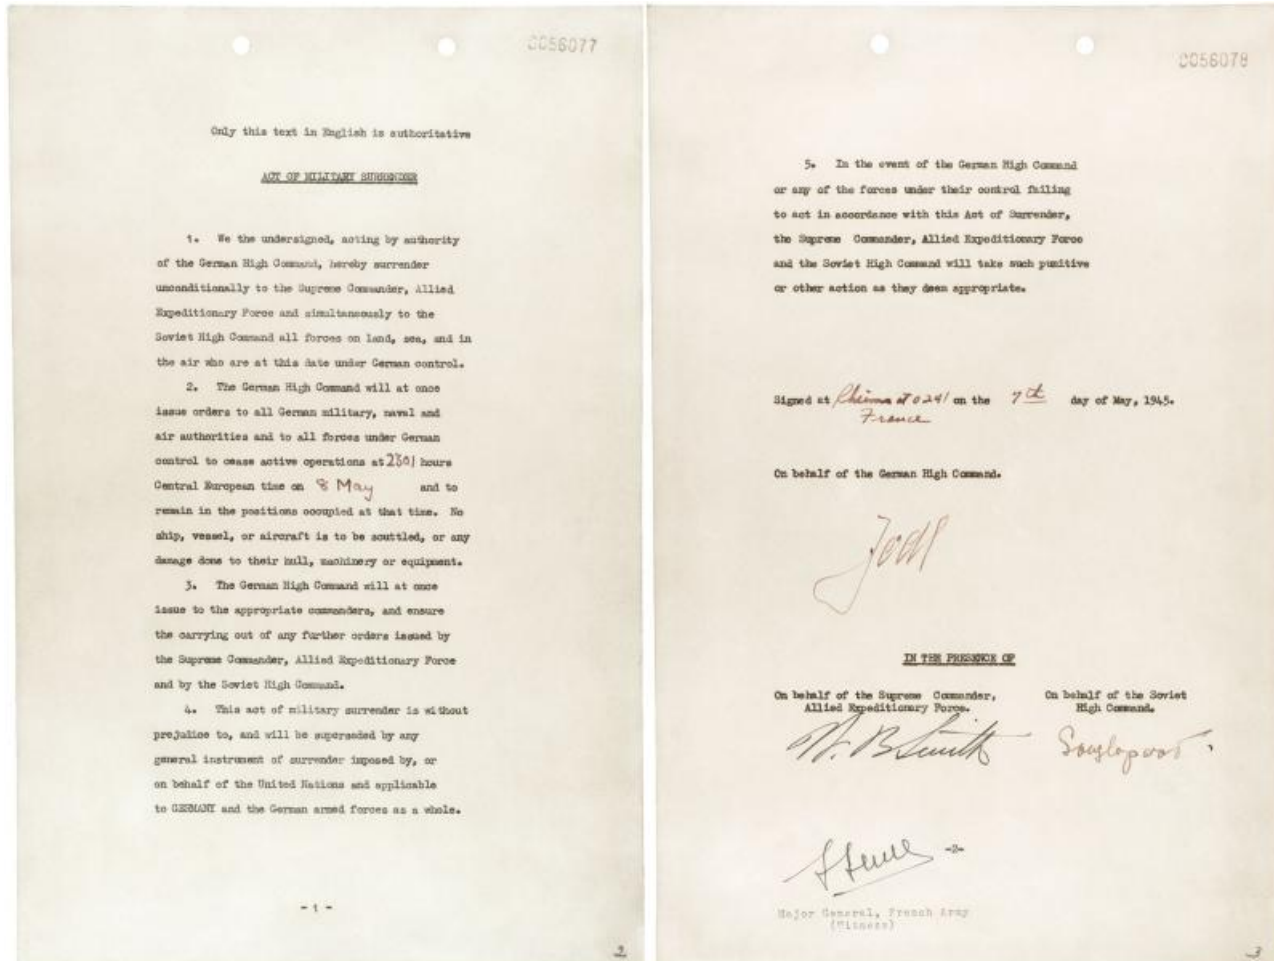 0056077
Only this text in English is authoritative
ACT OF MILITARY SURRENDER
1. We the undersigned, acting by authority
of the German High Command, hereby surrender
unconditionally to the Supreme Commander, Allied
Expeditionary Force and simultaneously to the
Soviet High Command all forces on land, sea, and in
the air who are at this date under German control.
2. The German High Command will at once
issue orders to all German military, naval and
air authorities and to all forces under German
control to cease active operations at 2301 hours
Central European time on 8 May and to
remain in the positions occupied at that time. No
ship, vessel, or aircraft is to be scuttled, or any
damage done to their hull, machinery or equipment.
3. The German High Command will at once
issue to the appropriate commanders, and ensure
the carrying out of any further orders issued by
the Supreme Commander, Allied Expeditionary Force
and by the Soviet High Command.
4. This act of military surrender is without
prejudice to, and will be superseded by any
general instrument of surrender imposed by, or
on behalf of the United Nations and applicable
to GERMANY and the German armed forces as a whole.
-1-
2
0056078
5. In the event of the German High Command
or any of the forces under their control failing
to act in accordance with this Act of Surrender,
the Supreme Commander, Allied Expeditionary Force
and the Soviet High Command will take such punitive
or other action as they deem appropriate.
Signed at Rheims at 0241 on the 7th day of May, 1945.
France
On behalf of the German High Command.
Jodl
IN THE PRESENCE OF
On behalf of the Supreme Commander,
Allied Expeditionary Force.
On behalf of the Soviet
High Command.
W. B. Smith
-2-
Major General, French Army
(Witness)
3